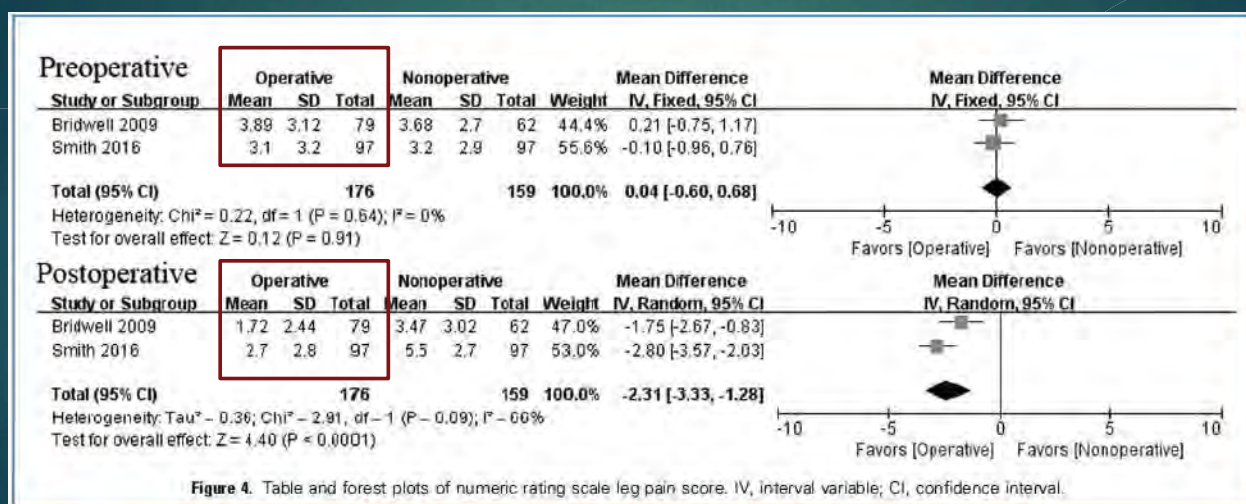 Preoperative
Operative Nonoperative Mean Difference Mean Difference
Study or Subgroup Mean SD Total Mean SD Total Weight IV, Fixed, 95% CI IV, Fixed, 95% CI
Bridwell 2009 3.89 3.12 79 3.68 2.7 62 44.4% 0.21 [-0.75, 1.17]
Smith 2016 3.1 3.2 97 3.2 2.9 97 55.6% -0.10 [-0.96, 0.76]
Total (95% CI) 176 159 100.0% 0.04 [-0.60, 0.68]
Heterogeneity: Chi² = 0.22, df = 1 (P = 0.64); I² = 0%
Test for overall effect: Z = 0.12 (P = 0.91)
-10 -5 0 5 10
Favors [Operative] Favors [Nonoperative]
Postoperative
Operative Nonoperative Mean Difference Mean Difference
Study or Subgroup Mean SD Total Mean SD Total Weight IV, Random, 95% CI IV, Random, 95% CI
Bridwell 2009 1.72 2.44 79 3.47 3.02 62 47.0% -1.75 [-2.67, -0.83]
Smith 2016 2.7 2.8 97 5.5 2.7 97 53.0% -2.80 [-3.57, -2.03]
Total (95% CI) 176 159 100.0% -2.31 [-3.33, -1.28]
Heterogeneity: Tau² = 0.36; Chi² = 2.91, df = 1 (P = 0.09); I² = 66%
Test for overall effect: Z = 4.40 (P < 0.0001)
-10 -5 0 5 10
Favors [Operative] Favors [Nonoperative]
Figure 4. Table and forest plots of numeric rating scale leg pain score. IV, interval variable; CI, confidence interval.